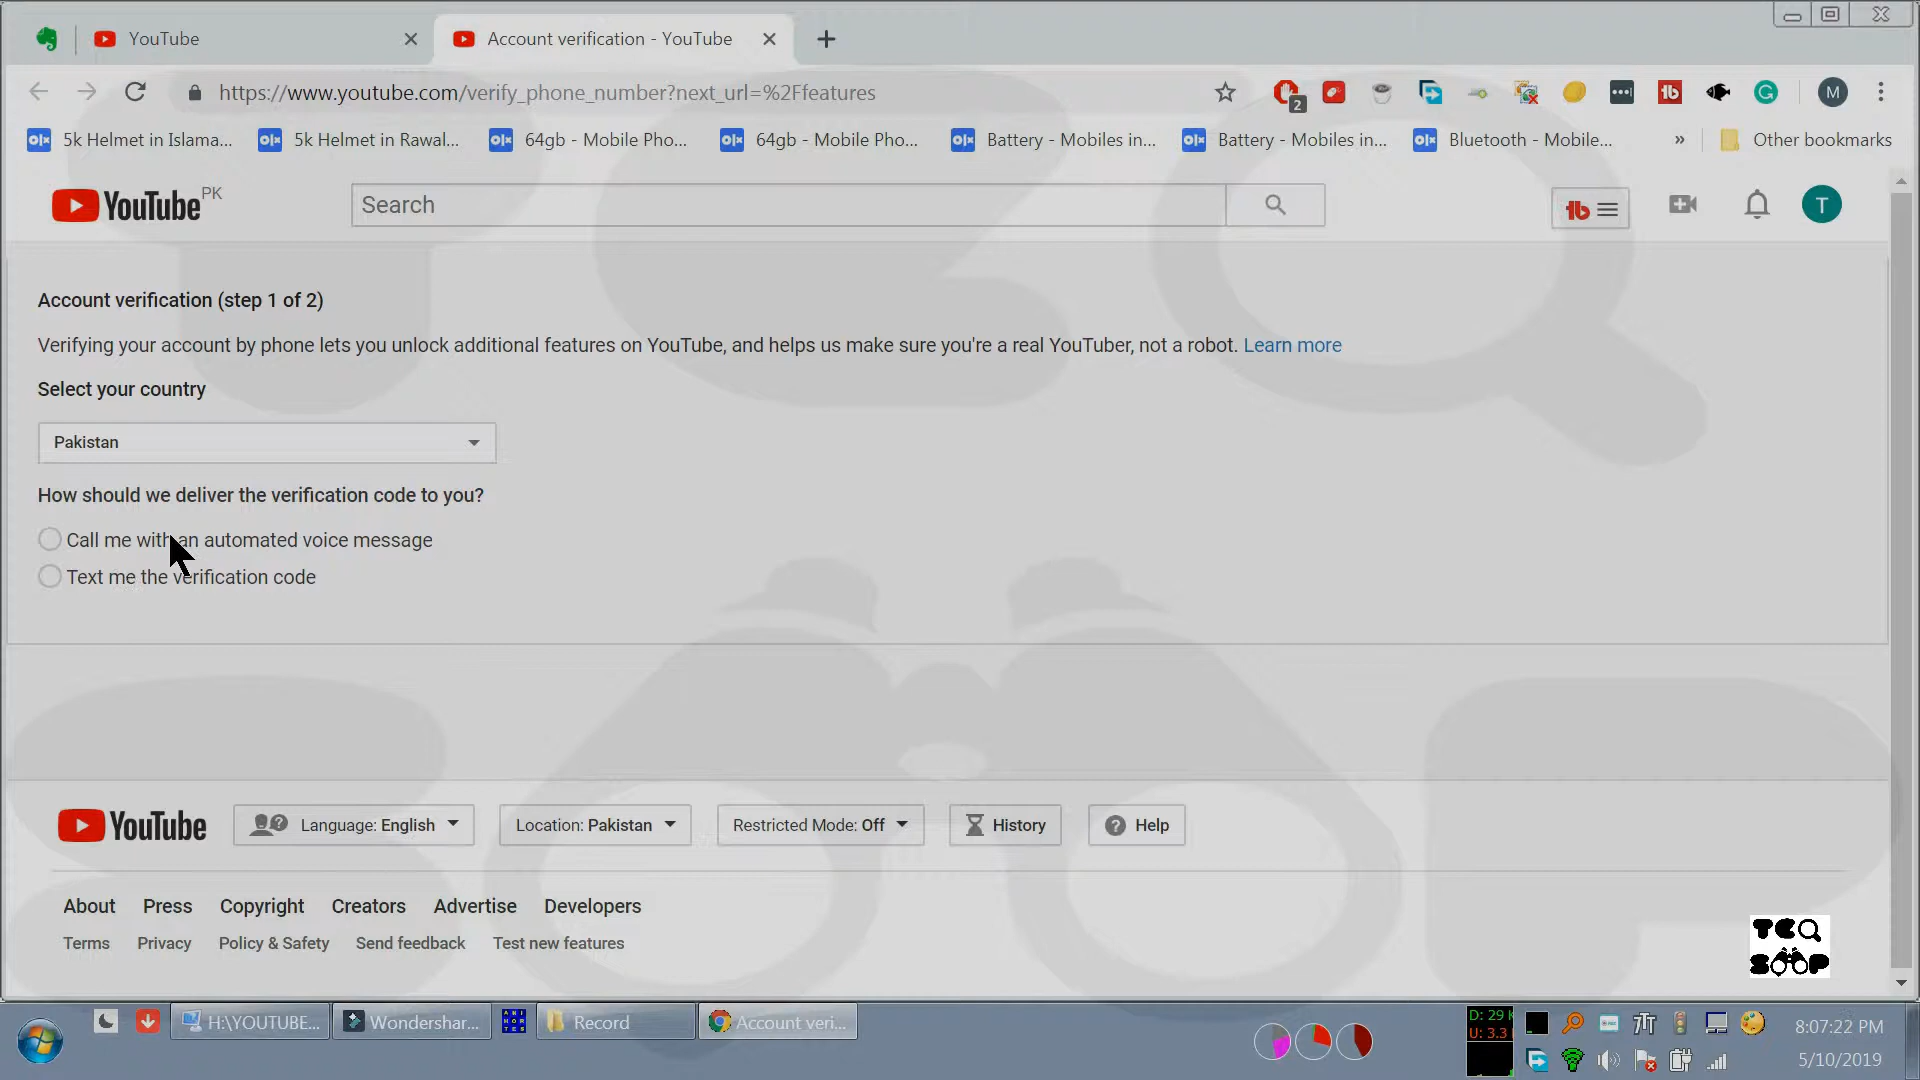 YouTube
Account verification - YouTube
https://www.youtube.com/verify_phone_number?next_url=%2Ffeatures
2
M
5k Helmet in Islama...
5k Helmet in Rawal...
64gb - Mobile Pho...
64gb - Mobile Pho...
Battery - Mobiles in...
Battery - Mobiles in...
Bluetooth - Mobile...
»
Other bookmarks
YouTube PK
Search
T
Account verification (step 1 of 2)
Verifying your account by phone lets you unlock additional features on YouTube, and helps us make sure you're a real YouTuber, not a robot. Learn more
Select your country
Pakistan
How should we deliver the verification code to you?
Call me with an automated voice message
Text me the verification code
YouTube
Language: English
Location: Pakistan
Restricted Mode: Off
History
Help
About Press Copyright Creators Advertise Developers
Terms Privacy Policy & Safety Send feedback Test new features
TEQ
SOOP
H:\YOUTUBE...
Wondershar...
Record
Account veri...
D: 29 K
U: 3.3
8:07:22 PM
5/10/2019